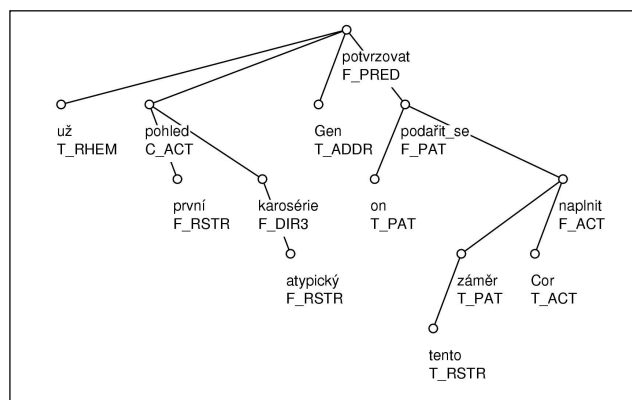 potvrzovat
F_PRED
už
T_RHEM
pohled
C_ACT
Gen
T_ADDR
podařit_se
F_PAT
první
F_RSTR
karosérie
F_DIR3
on
T_PAT
naplnit
F_ACT
atypický
F_RSTR
záměr
T_PAT
Cor
T_ACT
tento
T_RSTR